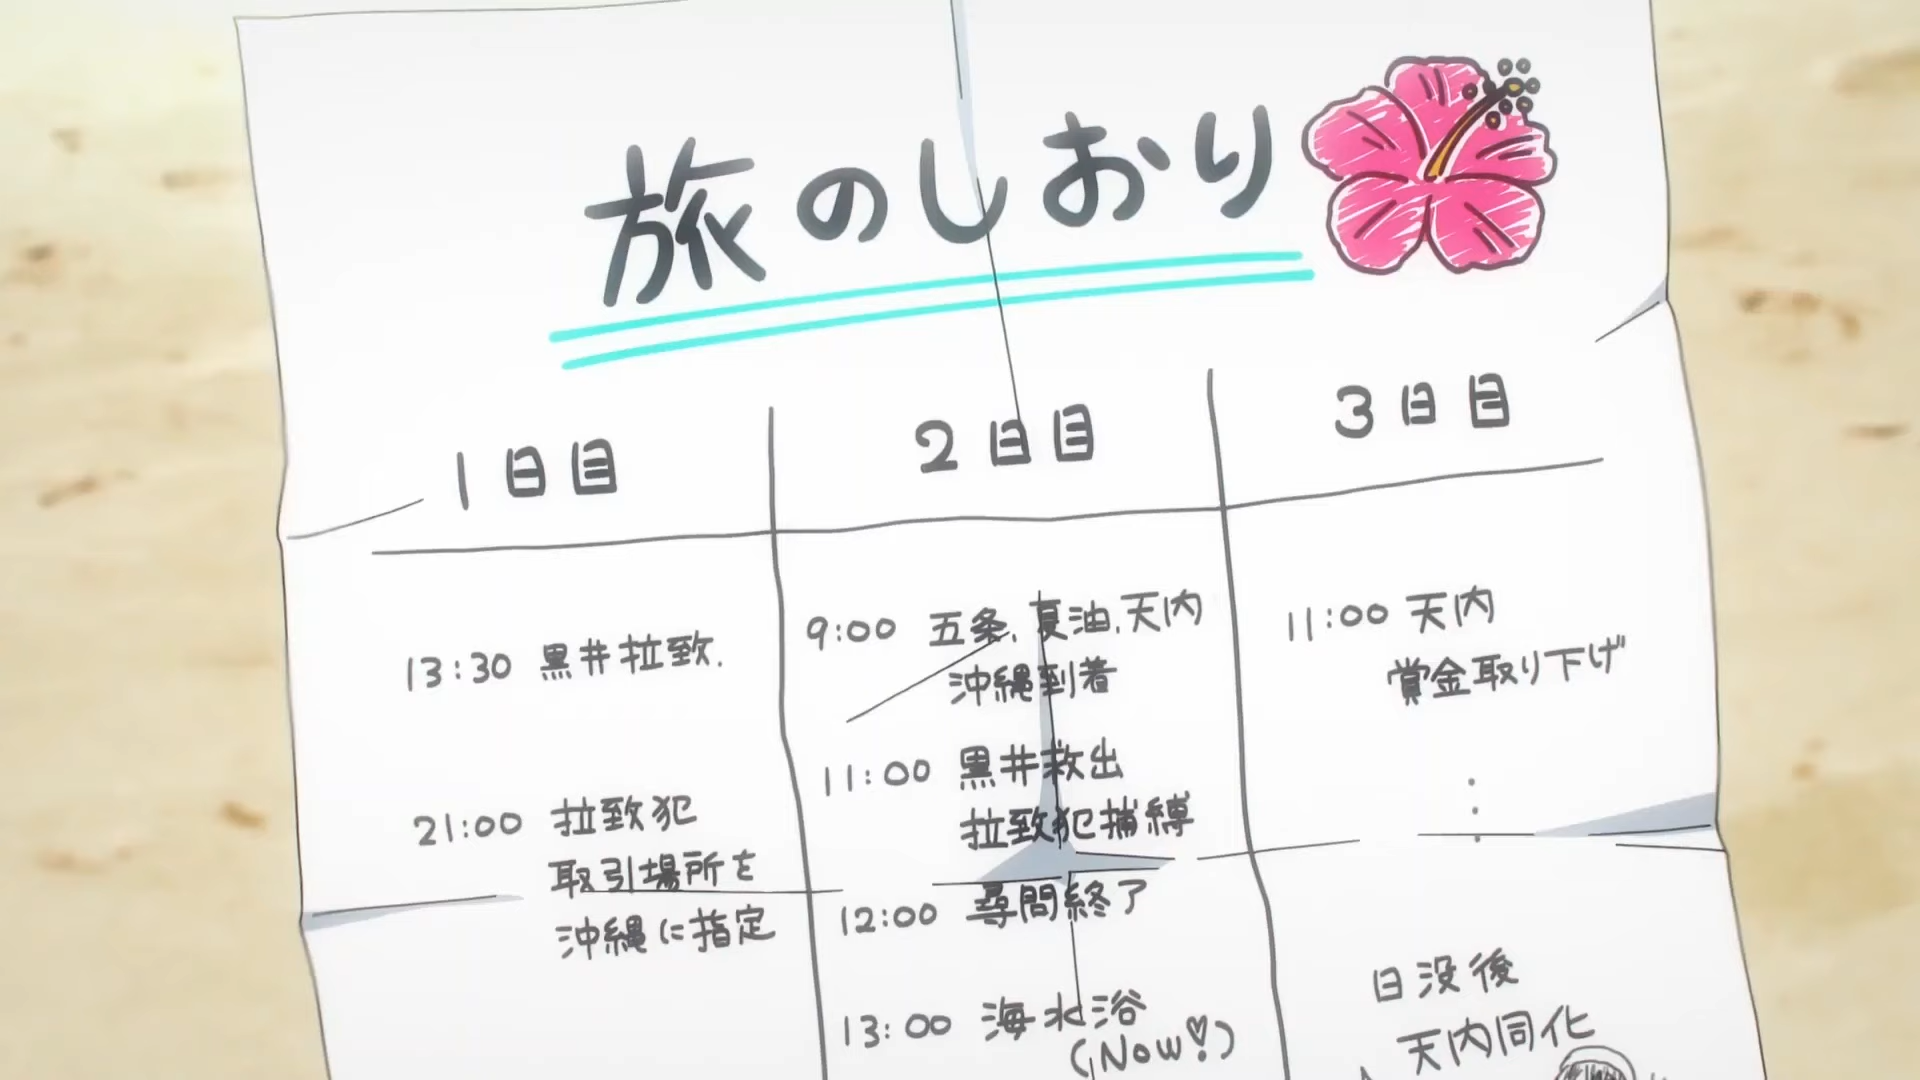 旅のしおり
1日目
13:30 黒井拉致.
21:00 拉致犯
取引場所を
沖縄に指定
2日目
9:00 五条、夏油、天内
沖縄到着
11:00 黒井救出
拉致犯捕縛
12:00 尋問終了
13:00 海水浴
(Now♡)
3日目
11:00 天内
賞金取り下げ
⋮
日没後
天内同化